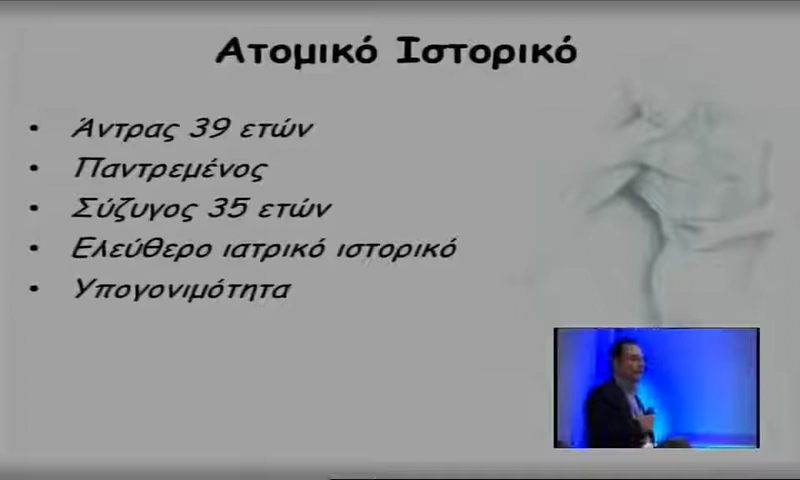 Ατομικό Ιστορικό
• Άντρας 39 ετών
• Παντρεμένος
• Σύζυγος 35 ετών
• Ελεύθερο ιατρικό ιστορικό
• Υπογονιμότητα